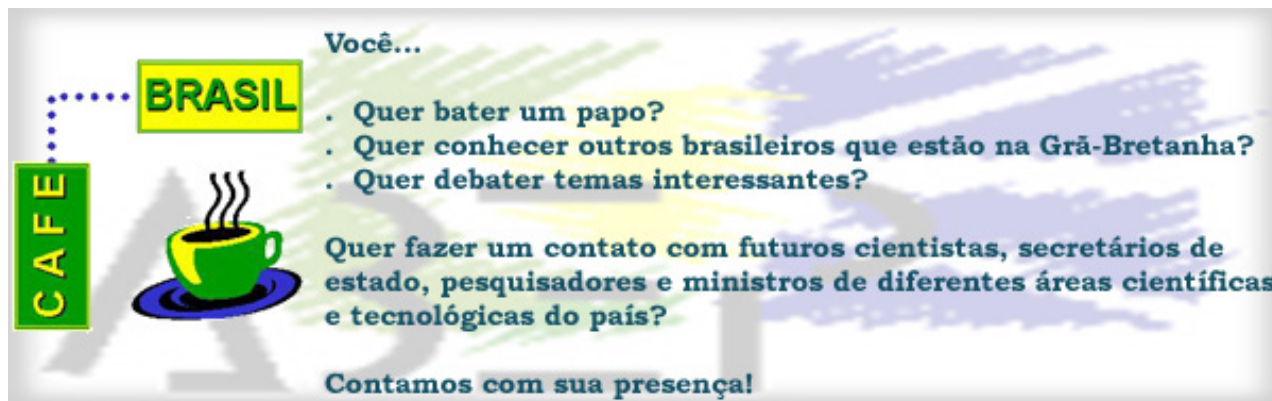 BRASIL
CAFE
Você...
. Quer bater um papo?
. Quer conhecer outros brasileiros que estão na Grã-Bretanha?
. Quer debater temas interessantes?
Quer fazer um contato com futuros cientistas, secretários de
estado, pesquisadores e ministros de diferentes áreas científicas
e tecnológicas do país?
Contamos com sua presença!